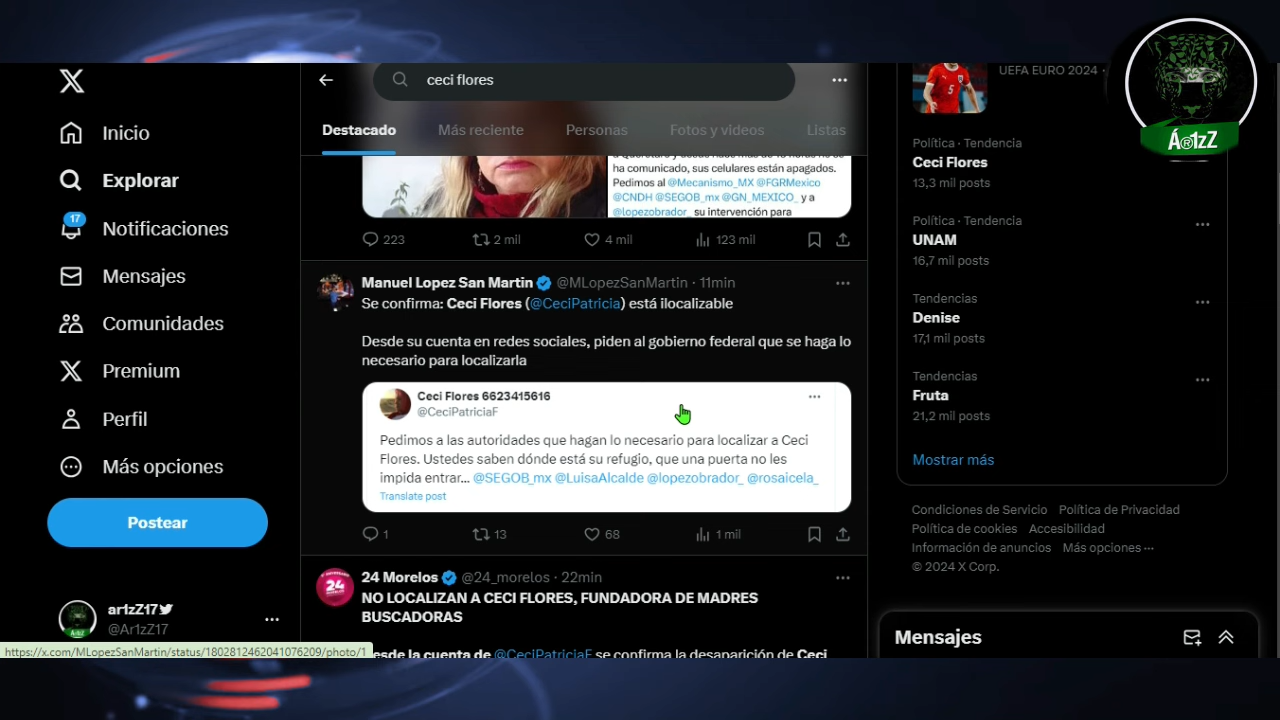 Inicio
Explorar
17
Notificaciones
Mensajes
Comunidades
Premium
Perfil
Más opciones
Postear
ar1zZ17
@Ar1zZ17
https://x.com/MLopezSanMartin/status/1802812462041076209/photo/1
ceci flores
Destacado
Más reciente
Personas
Fotos y videos
Listas
ha comunicado, sus celulares están apagados.
Pedimos al @Mecanismo_MX @FGRMexico
@CNDH @SEGOB_mx @GN_MEXICO_ y a
@lopezobrador_ su intervención para
223
2 mil
4 mil
123 mil
Manuel Lopez San Martin @MLopezSanMartin · 11min
Se confirma: Ceci Flores (@CeciPatricia) está ilocalizable
Desde su cuenta en redes sociales, piden al gobierno federal que se haga lo
necesario para localizarla
Ceci Flores 6623415616
@CeciPatriciaF
Pedimos a las autoridades que hagan lo necesario para localizar a Ceci
Flores. Ustedes saben dónde está su refugio, que una puerta no les
impida entrar... @SEGOB_mx @LuisaAlcalde @lopezobrador_ @rosaicela_
Translate post
1
13
68
1 mil
24 Morelos @24_morelos · 22min
NO LOCALIZAN A CECI FLORES, FUNDADORA DE MADRES
BUSCADORAS
desde la cuenta de @CeciPatriciaF se confirma la desaparición de Ceci
UEFA EURO 2024 ·
Política · Tendencia
Ceci Flores
13,3 mil posts
Política · Tendencia
UNAM
16,7 mil posts
Tendencias
Denise
17,1 mil posts
Tendencias
Fruta
21,2 mil posts
Mostrar más
Condiciones de Servicio Política de Privacidad
Política de cookies Accesibilidad
Información de anuncios Más opciones ···
© 2024 X Corp.
Mensajes
Á®1zZ